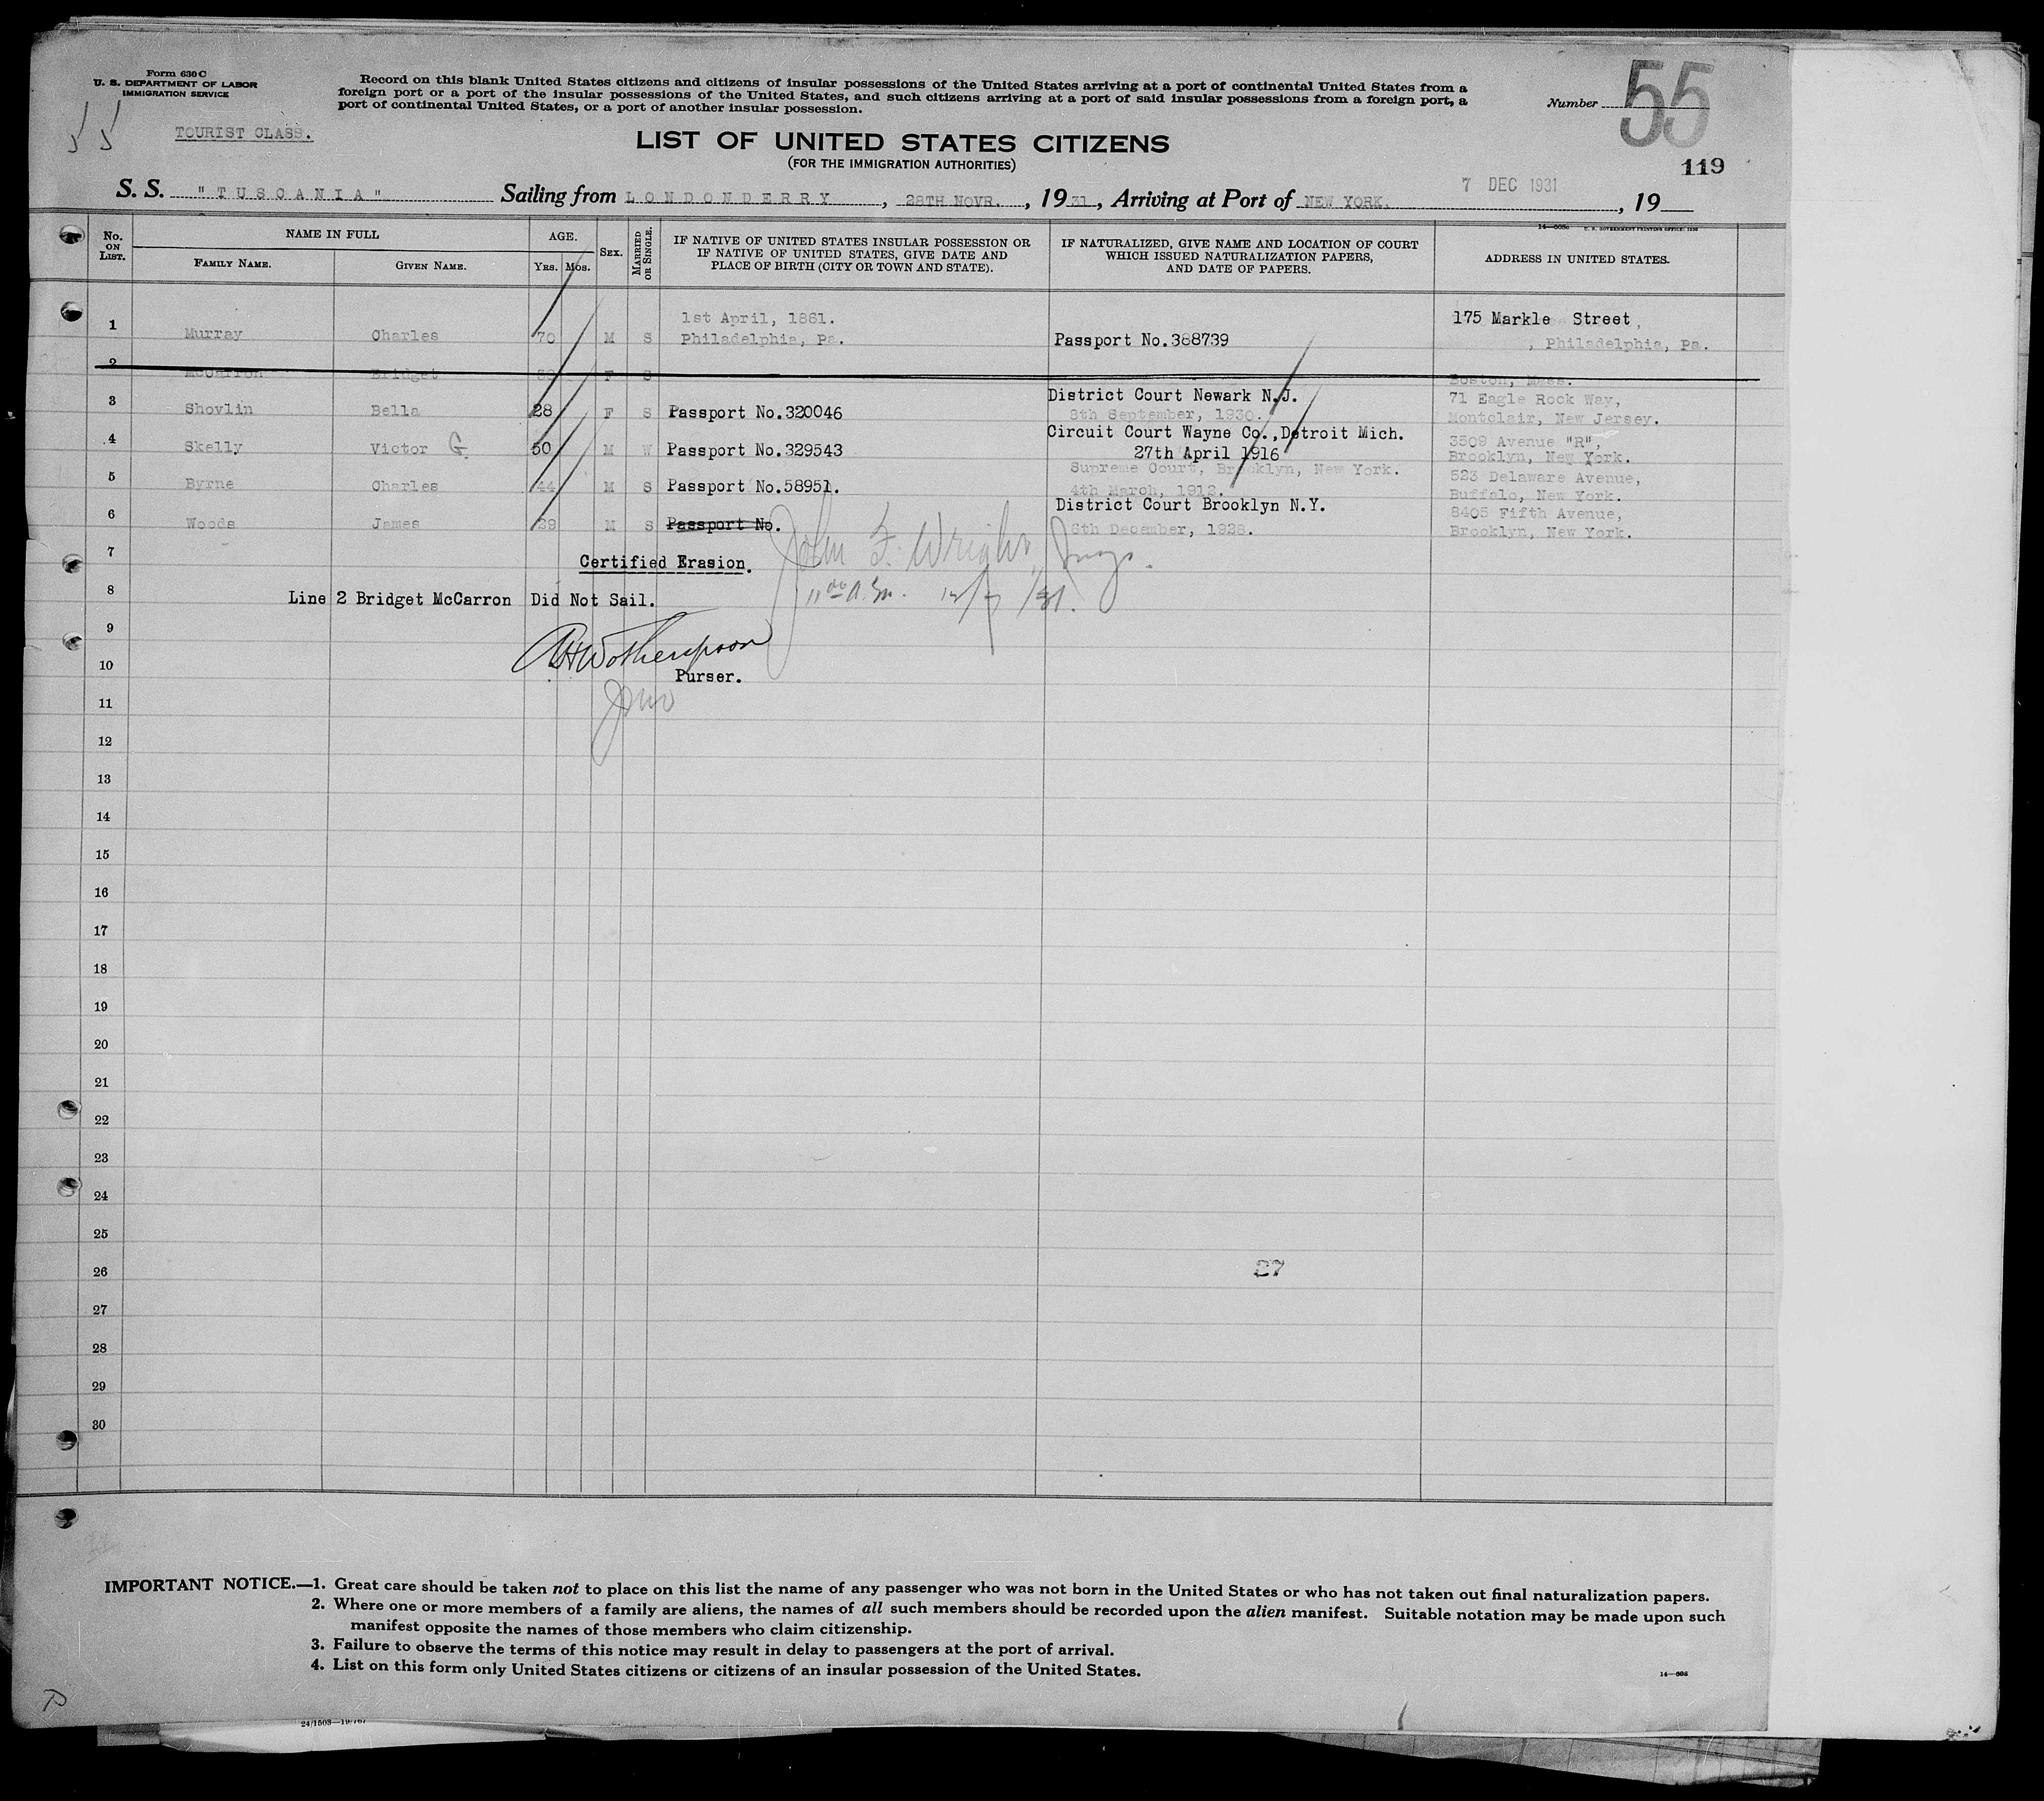 Form 630 C
U. S. DEPARTMENT OF LABOR
IMMIGRATION SERVICE
Record on this blank United States citizens and citizens of insular possessions of the United States arriving at a port of continental United States from a
foreign port or a port of the insular possessions of the United States, and such citizens arriving at a port of said insular possessions from a foreign port, a
port of continental United States, or a port of another insular possession.
Number 55
55
TOURIST CLASS.
LIST OF UNITED STATES CITIZENS
(FOR THE IMMIGRATION AUTHORITIES)
119
S. S. "TUSCANIA" Sailing from LONDONDERRY, 28TH NOVR., 1931, Arriving at Port of NEW YORK. 7 DEC 1931, 19
No. ON LIST.
NAME IN FULL
FAMILY NAME. GIVEN NAME.
AGE.
YRS. MOS.
SEX.
MARRIED OR SINGLE.
IF NATIVE OF UNITED STATES INSULAR POSSESSION OR
IF NATIVE OF UNITED STATES, GIVE DATE AND
PLACE OF BIRTH (CITY OR TOWN AND STATE).
IF NATURALIZED, GIVE NAME AND LOCATION OF COURT
WHICH ISSUED NATURALIZATION PAPERS,
AND DATE OF PAPERS.
U. S. GOVERNMENT PRINTING OFFICE: 1930
ADDRESS IN UNITED STATES.
1st April, 1861. 175 Markle Street,
1 Murray Charles 70 M S Philadelphia, Pa. Passport No.388739 , Philadelphia, Pa.
2 McCarron Bridget F S Boston, Mass.
District Court Newark N.J. 71 Eagle Rock Way,
3 Shovlin Bella 28 F S Passport No.320046 8th September, 1930. Montclair, New Jersey.
Circuit Court Wayne Co.,Detroit Mich. 3509 Avenue "R",
4 Skelly Victor G. 50 M W Passport No.329543 27th April 1916 Brooklyn, New York.
Supreme Court, Brooklyn, New York. 523 Delaware Avenue,
5 Byrne Charles 44 M S Passport No.58951. 4th March, 1912. Buffalo, New York.
District Court Brooklyn N.Y. 8405 Fifth Avenue,
6 Woods James 29 M S Passport No. 6th December, 1928. Brooklyn, New York.
7 Certified Erasion. John F. Wright, Insp.
8 Line 2 Bridget McCarron Did Not Sail. 12/7/31.
9
Wotherspoon
10 Purser.
11
12
13
14
15
16
17
18
19
20
21
22
23
24
25
26 27
27
28
29
30
IMPORTANT NOTICE.—1. Great care should be taken not to place on this list the name of any passenger who was not born in the United States or who has not taken out final naturalization papers.
2. Where one or more members of a family are aliens, the names of all such members should be recorded upon the alien manifest. Suitable notation may be made upon such
manifest opposite the names of those members who claim citizenship.
3. Failure to observe the terms of this notice may result in delay to passengers at the port of arrival.
4. List on this form only United States citizens or citizens of an insular possession of the United States.